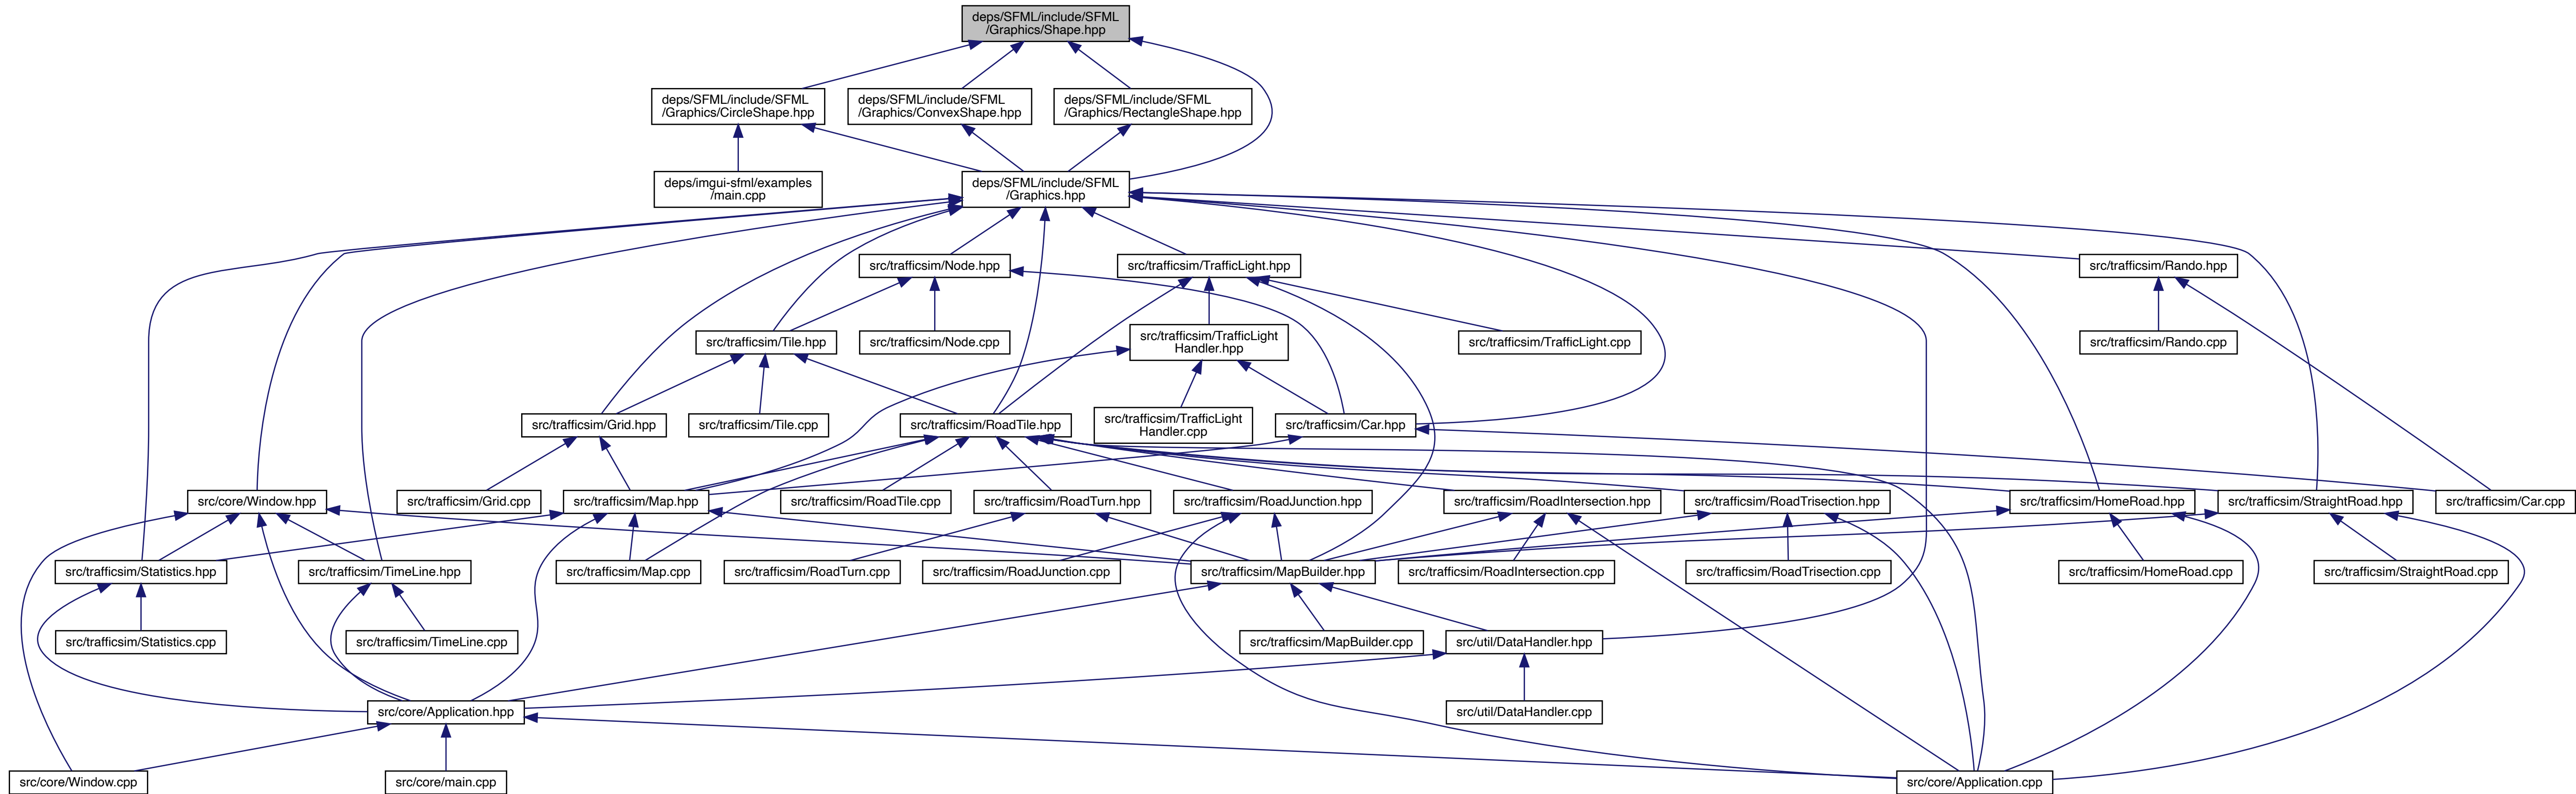 deps/SFML/include/SFML
/Graphics/Shape.hpp
deps/SFML/include/SFML
/Graphics/CircleShape.hpp
deps/SFML/include/SFML
/Graphics/ConvexShape.hpp
deps/SFML/include/SFML
/Graphics/RectangleShape.hpp
deps/imgui-sfml/examples
/main.cpp
deps/SFML/include/SFML
/Graphics.hpp
src/trafficsim/Node.hpp
src/trafficsim/TrafficLight.hpp
src/trafficsim/Rando.hpp
src/trafficsim/Tile.hpp
src/trafficsim/Node.cpp
src/trafficsim/TrafficLight
Handler.hpp
src/trafficsim/TrafficLight.cpp
src/trafficsim/Rando.cpp
src/trafficsim/Grid.hpp
src/trafficsim/Tile.cpp
src/trafficsim/RoadTile.hpp
src/trafficsim/TrafficLight
Handler.cpp
src/trafficsim/Car.hpp
src/core/Window.hpp
src/trafficsim/Grid.cpp
src/trafficsim/Map.hpp
src/trafficsim/RoadTile.cpp
src/trafficsim/RoadTurn.hpp
src/trafficsim/RoadJunction.hpp
src/trafficsim/RoadIntersection.hpp
src/trafficsim/RoadTrisection.hpp
src/trafficsim/HomeRoad.hpp
src/trafficsim/StraightRoad.hpp
src/trafficsim/Car.cpp
src/trafficsim/Statistics.hpp
src/trafficsim/TimeLine.hpp
src/trafficsim/Map.cpp
src/trafficsim/RoadTurn.cpp
src/trafficsim/RoadJunction.cpp
src/trafficsim/MapBuilder.hpp
src/trafficsim/RoadIntersection.cpp
src/trafficsim/RoadTrisection.cpp
src/trafficsim/HomeRoad.cpp
src/trafficsim/StraightRoad.cpp
src/trafficsim/Statistics.cpp
src/trafficsim/TimeLine.cpp
src/trafficsim/MapBuilder.cpp
src/util/DataHandler.hpp
src/core/Application.hpp
src/util/DataHandler.cpp
src/core/Window.cpp
src/core/main.cpp
src/core/Application.cpp